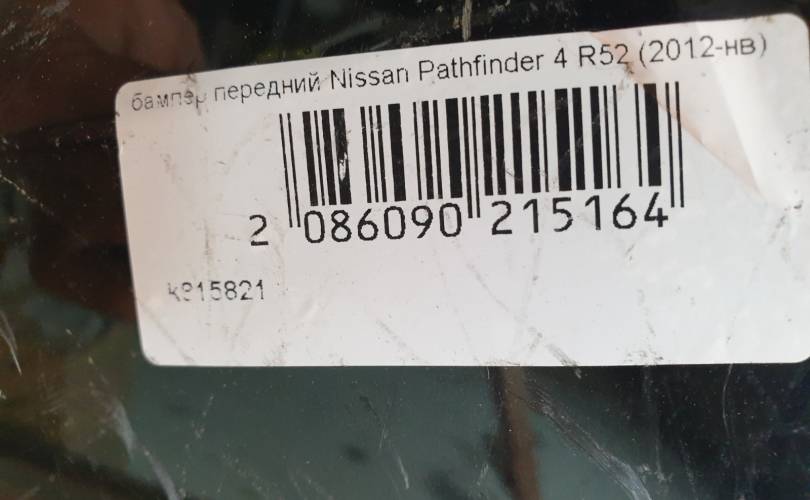 бампер передний Nissan Pathfinder 4 R52 (2012-нв)
2 086090 215164
k915821